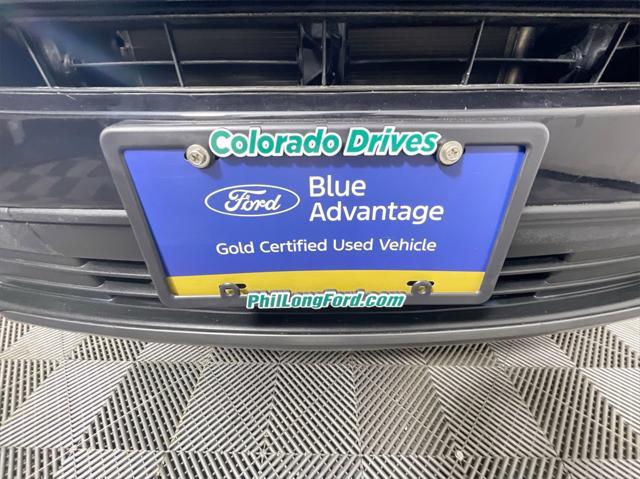 Colorado Drives
Ford
Blue
Advantage
Gold Certified Used Vehicle
PhilLongFord.com